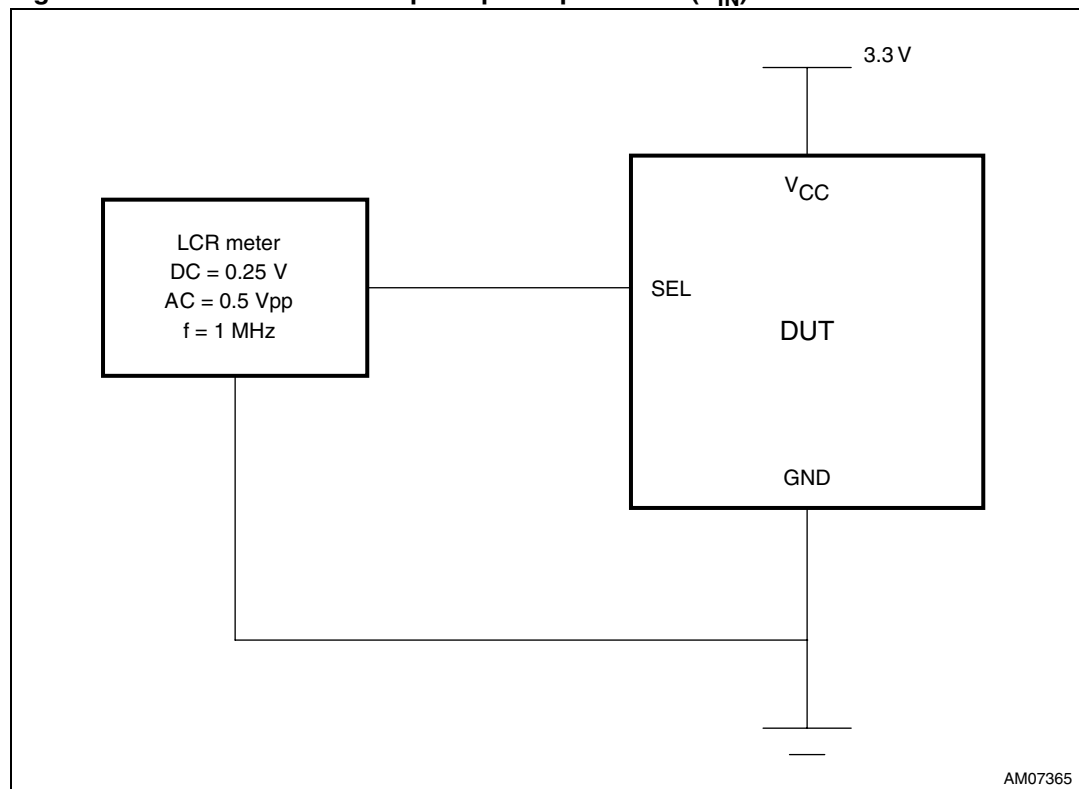 3.3 V
VCC
LCR meter
DC = 0.25 V
AC = 0.5 Vpp
f = 1 MHz
SEL
DUT
GND
AM07365